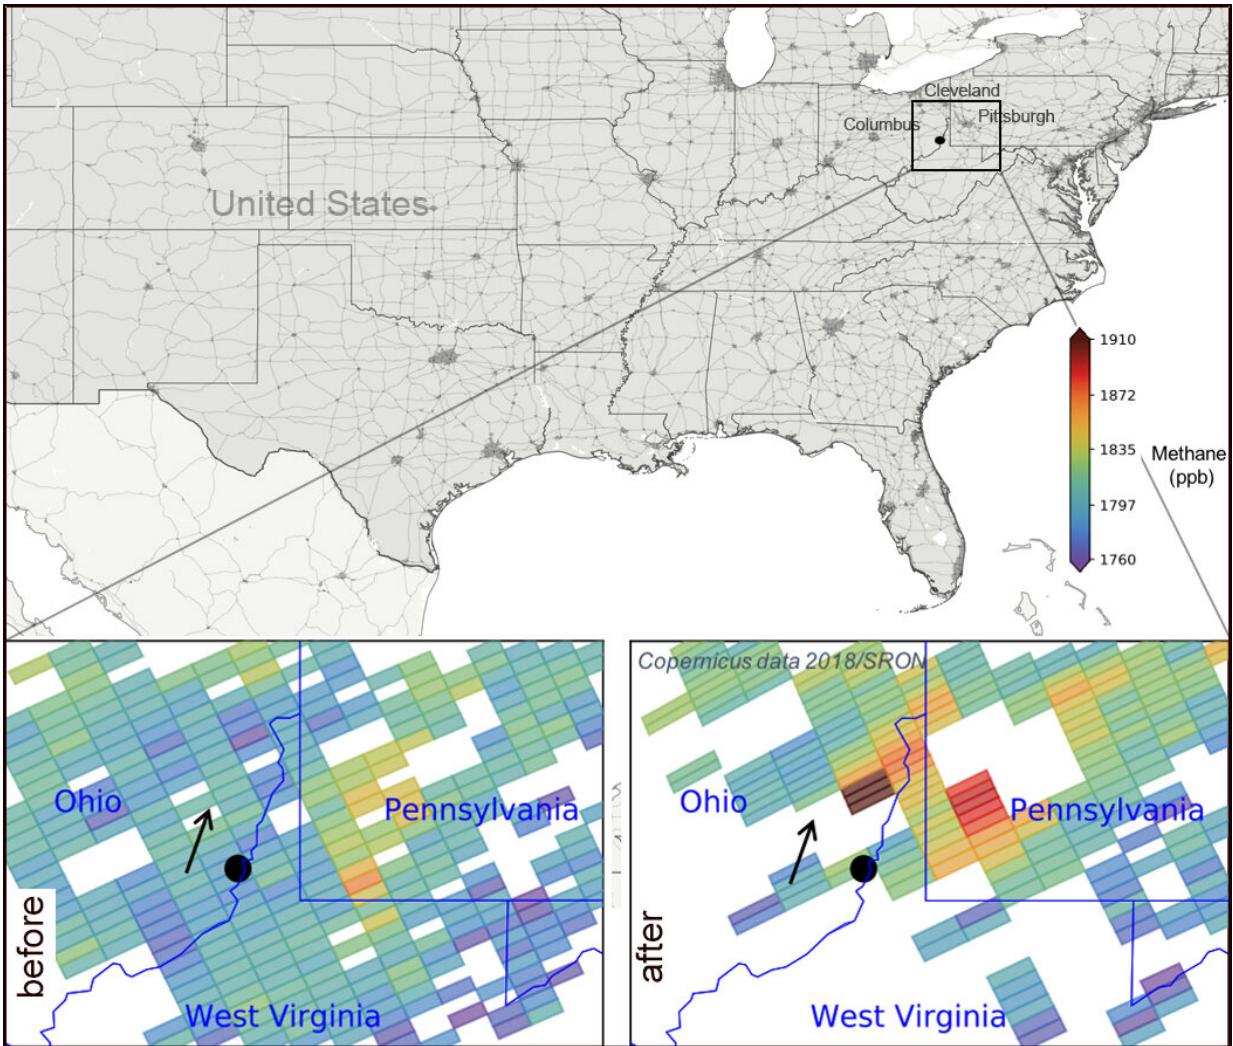 Cleveland
Columbus
Pittsburgh
United States
1910
1872
1835
1797
1760
Methane
(ppb)
before
Ohio
Pennsylvania
West Virginia
after
Copernicus data 2018/SRON
Ohio
Pennsylvania
West Virginia